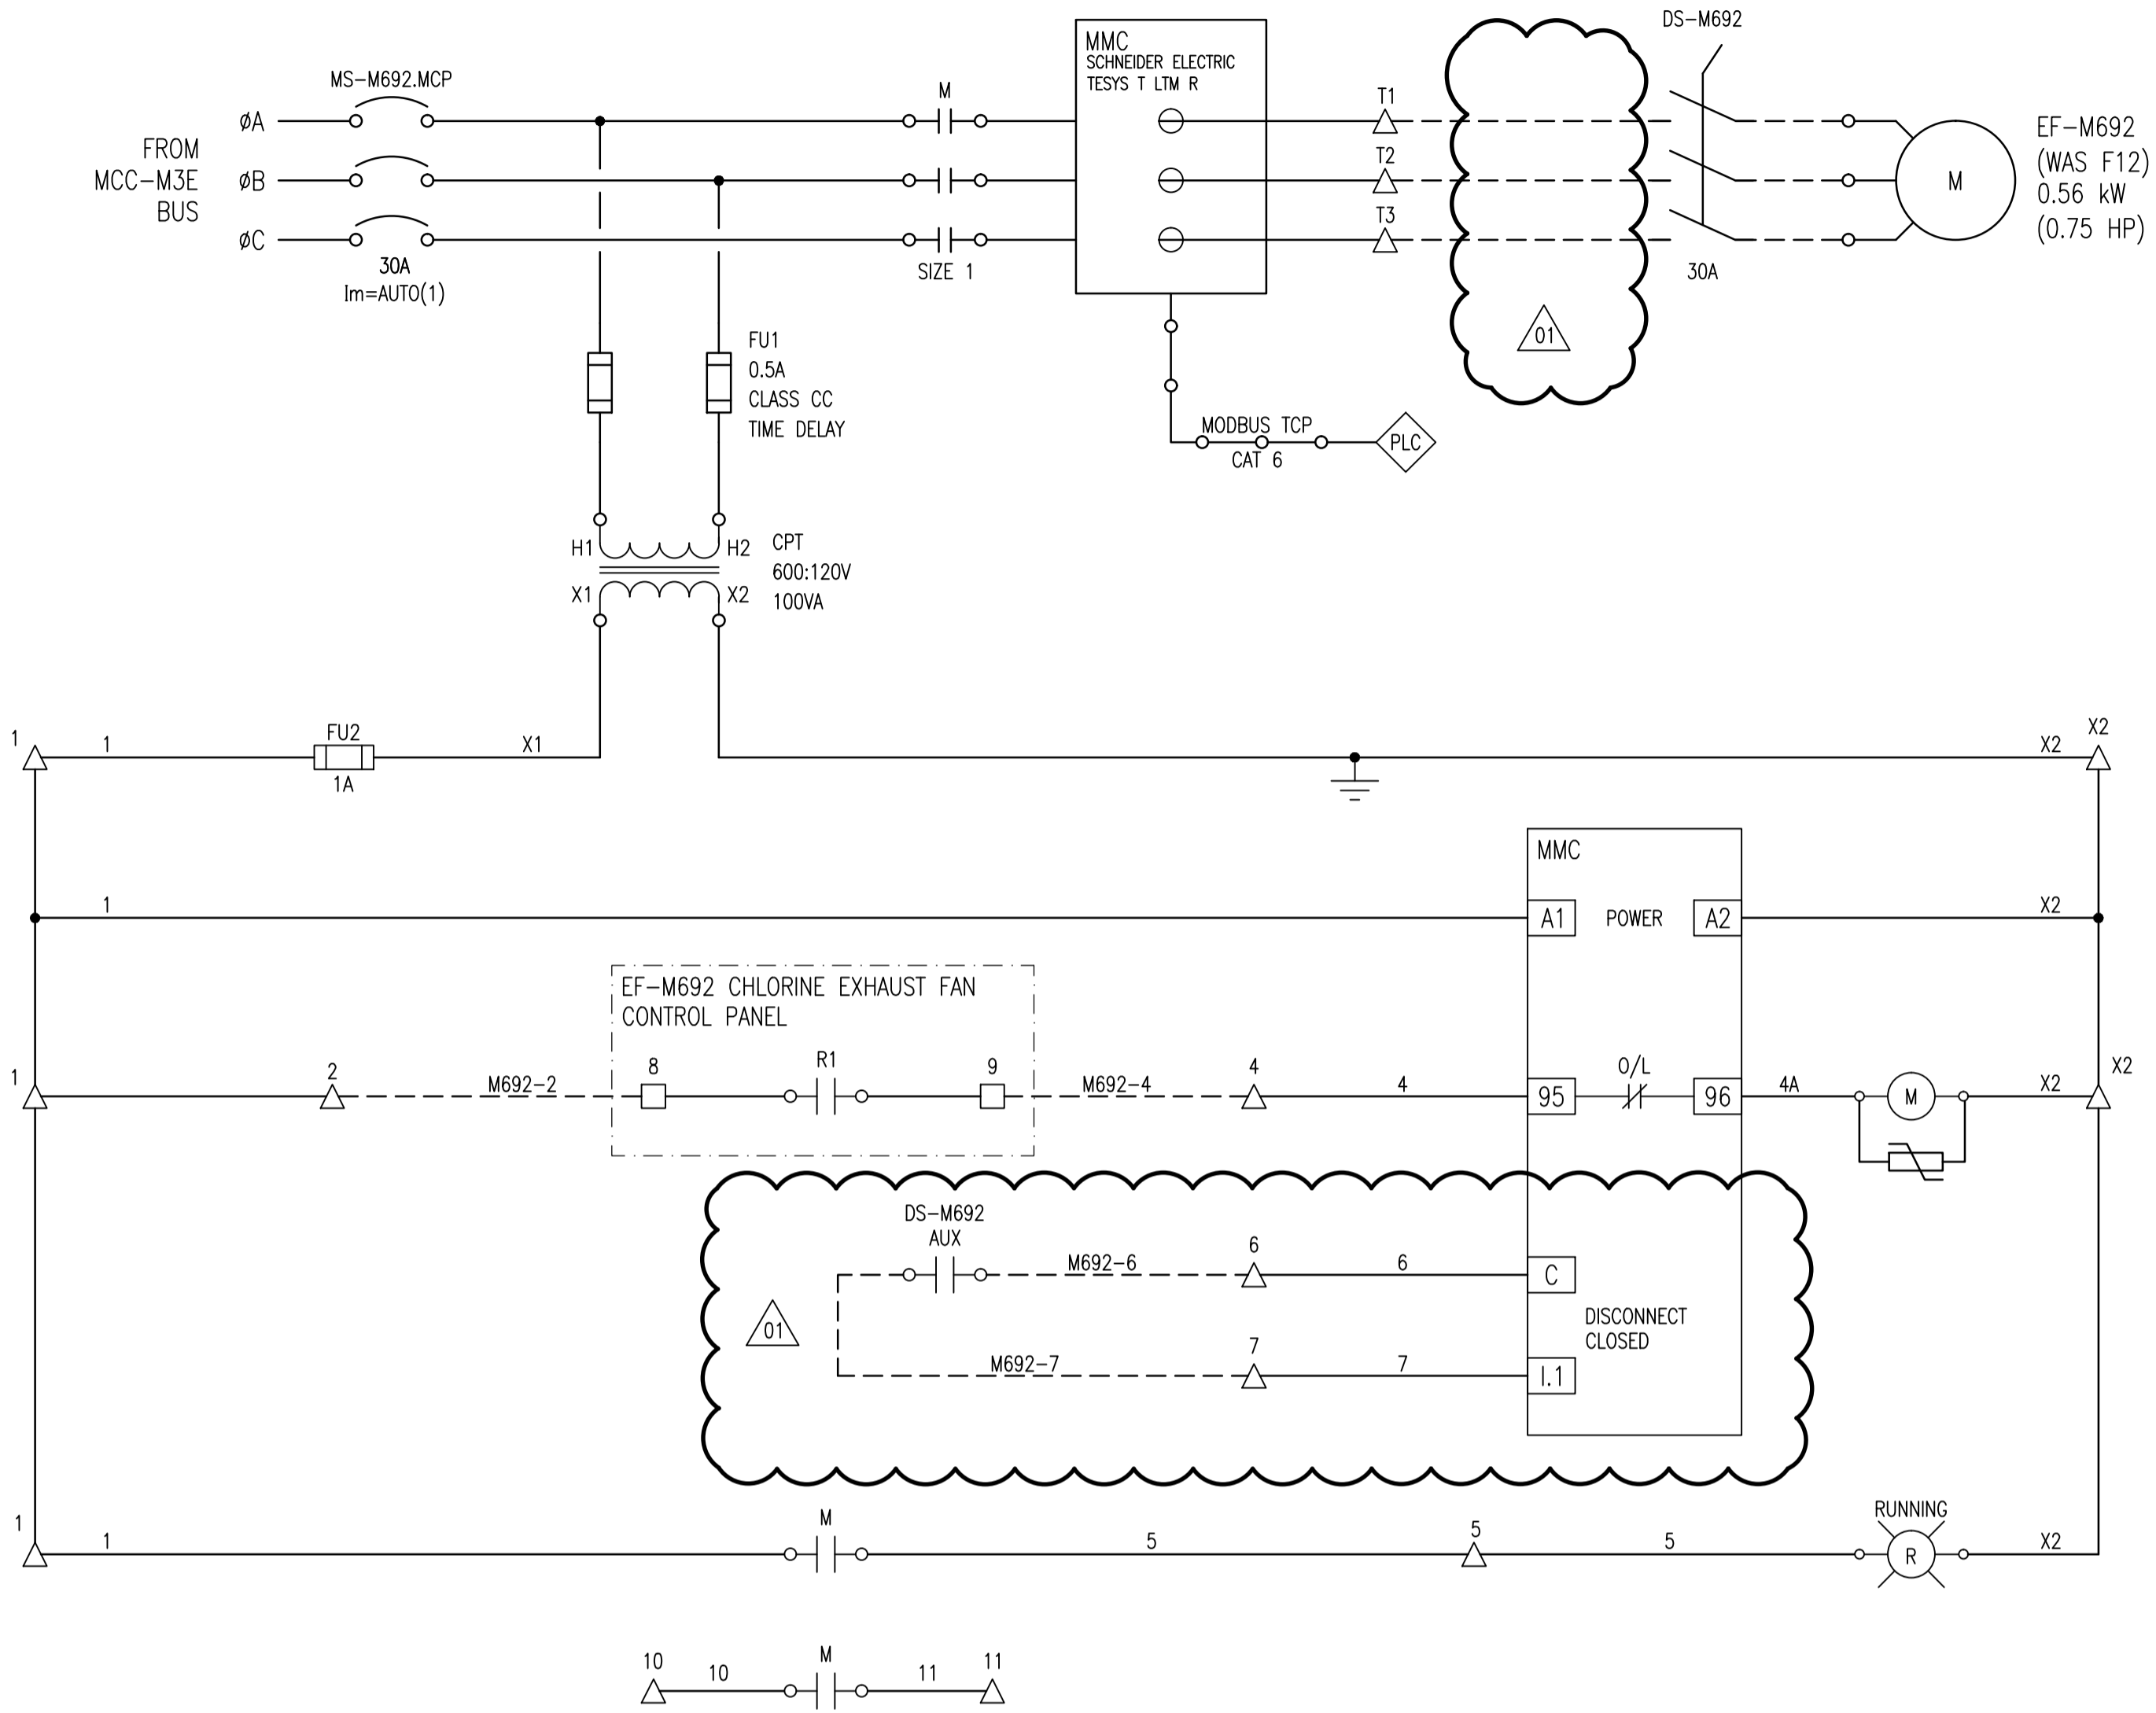 DS-M692
MMC
SCHNEIDER ELECTRIC
TESYS T LTM R
MS-M692.MCP
M
T1
T2
T3
FROM
MCC-M3E
BUS
øA
øB
øC
30A
Im=AUTO(1)
SIZE 1
30A
M
EF-M692
(WAS F12)
0.56 kW
(0.75 HP)
01
FU1
0.5A
CLASS CC
TIME DELAY
MODBUS TCP
CAT 6
PLC
H1
H2
X1
X2
CPT
600:120V
100VA
1
1
FU2
1A
X1
X2
X2
MMC
1
A1
POWER
A2
X2
EF-M692 CHLORINE EXHAUST FAN
CONTROL PANEL
1
2
M692-2
8
R1
9
M692-4
4
4
95
O/L
96
4A
M
X2
X2
DS-M692
AUX
M692-6
6
6
C
01
DISCONNECT
CLOSED
M692-7
7
7
I.1
1
1
M
5
5
5
RUNNING
R
X2
10
10
M
11
11